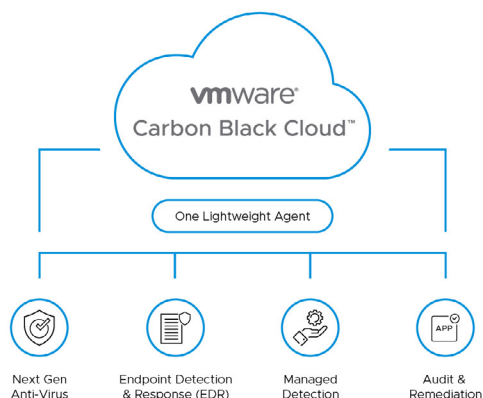 vmware®
Carbon Black Cloud™
One Lightweight Agent
APP
Next Gen
Anti-Virus
Endpoint Detection
& Response (EDR)
Managed
Detection
Audit &
Remediation